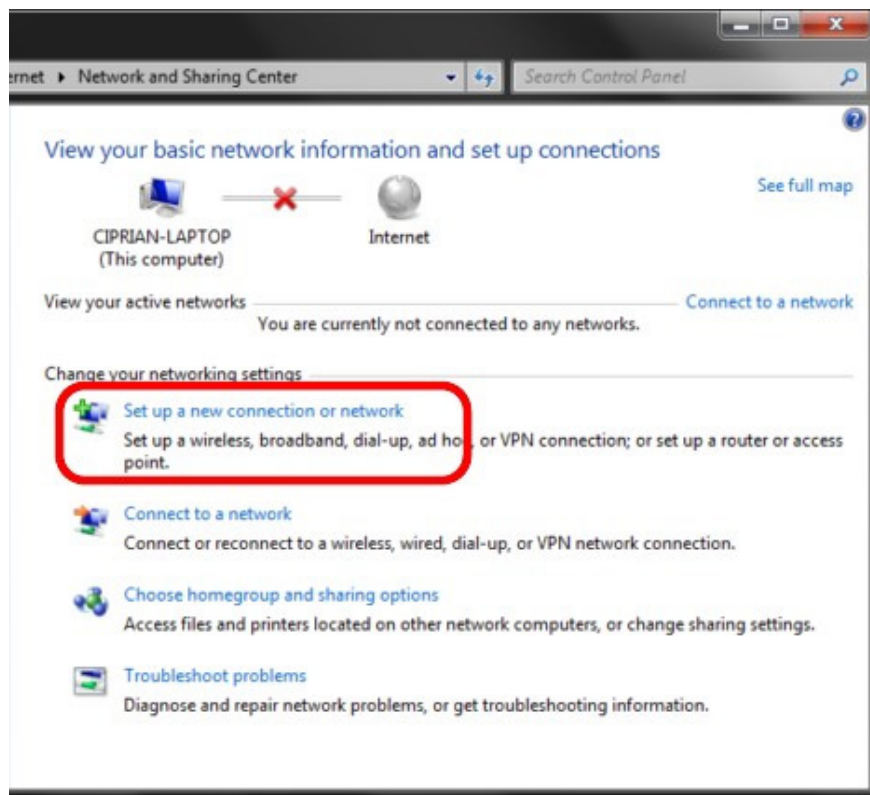 ernet ▸ Network and Sharing Center
Search Control Panel
View your basic network information and set up connections
See full map
CIPRIAN-LAPTOP
(This computer)
Internet
View your active networks
Connect to a network
You are currently not connected to any networks.
Change your networking settings
Set up a new connection or network
Set up a wireless, broadband, dial-up, ad hoc, or VPN connection; or set up a router or access
point.
Connect to a network
Connect or reconnect to a wireless, wired, dial-up, or VPN network connection.
Choose homegroup and sharing options
Access files and printers located on other network computers, or change sharing settings.
Troubleshoot problems
Diagnose and repair network problems, or get troubleshooting information.